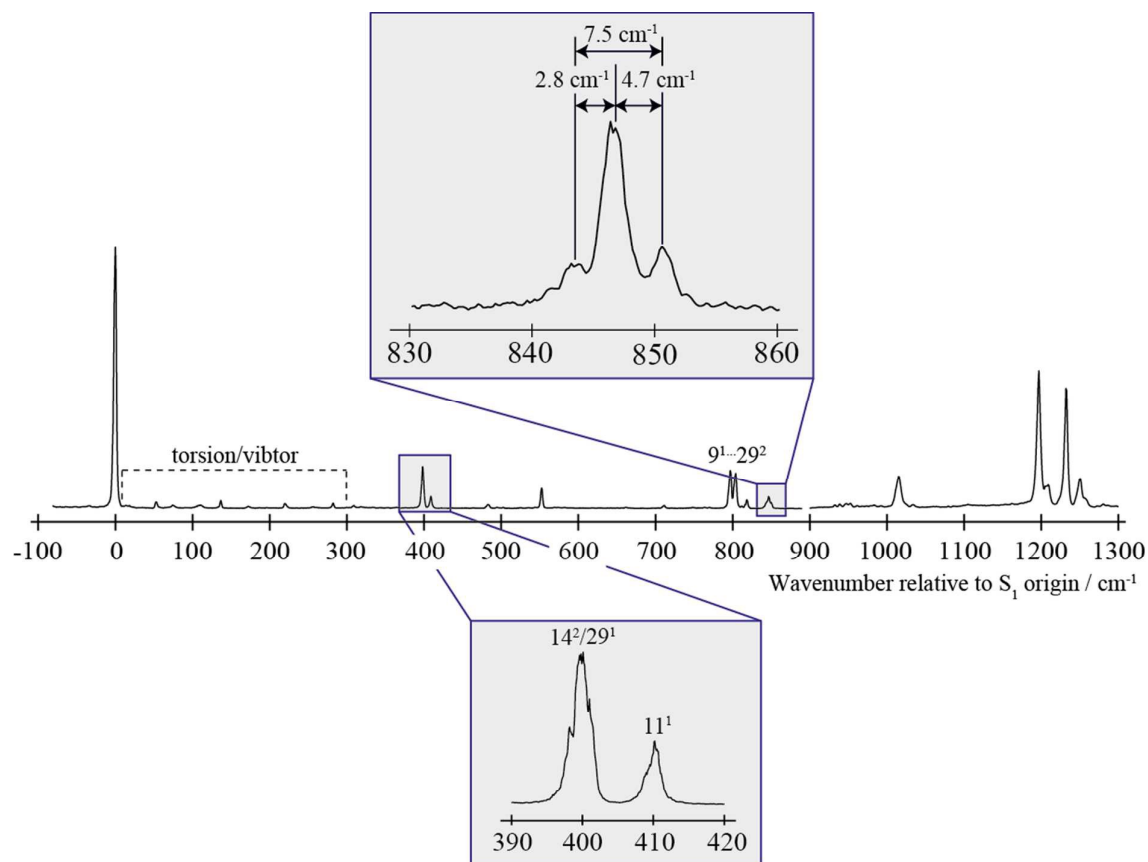 7.5 cm⁻¹
2.8 cm⁻¹ 4.7 cm⁻¹
830 840 850 860
torsion/vibtor
9¹…29²
-100 0 100 200 300 400 500 600 700 800 900 1000 1100 1200 1300
Wavenumber relative to S₁ origin / cm⁻¹
14²/29¹
11¹
390 400 410 420